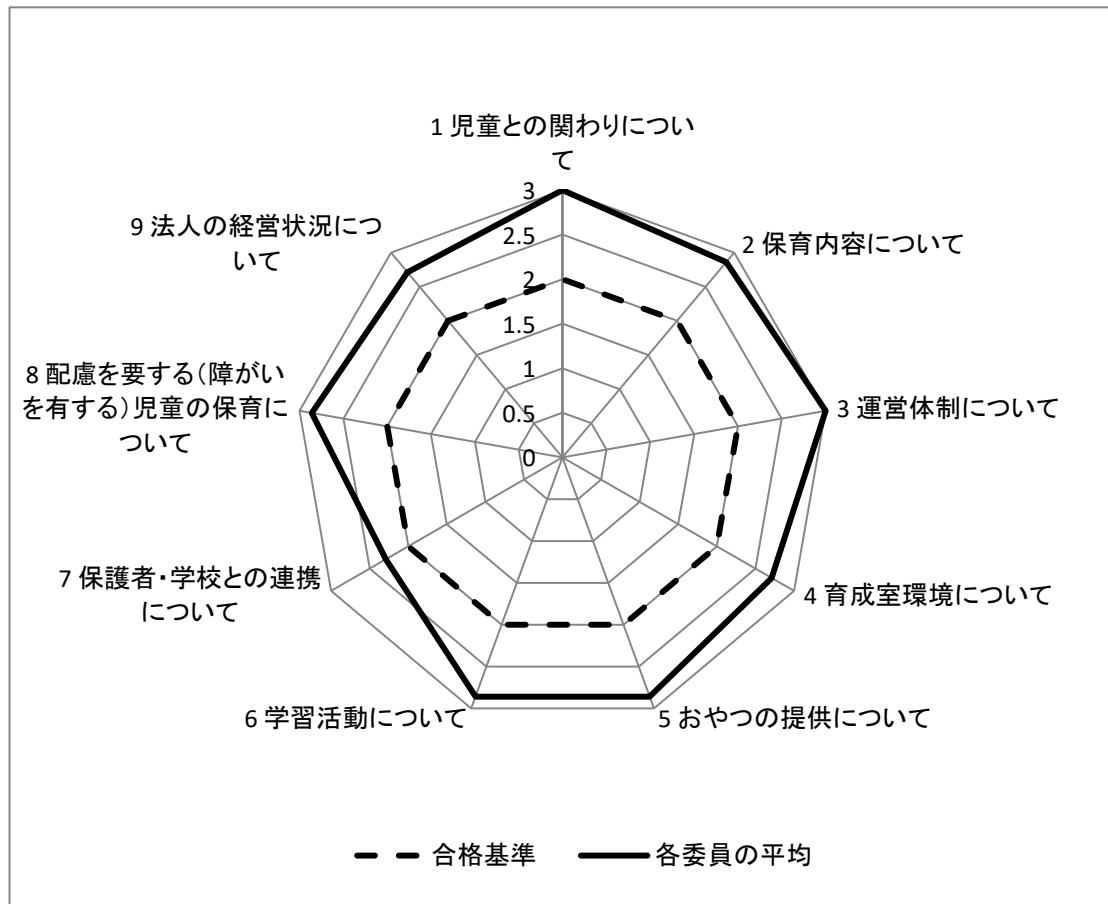 1 児童との関わりについ
て
2 保育内容について
3 運営体制について
4 育成室環境について
5 おやつの提供について
6 学習活動について
7 保護者・学校との連携
について
8 配慮を要する(障がい
を有する)児童の保育に
ついて
9 法人の経営状況につ
いて
3
2.5
2
1.5
1
0.5
0
合格基準
各委員の平均